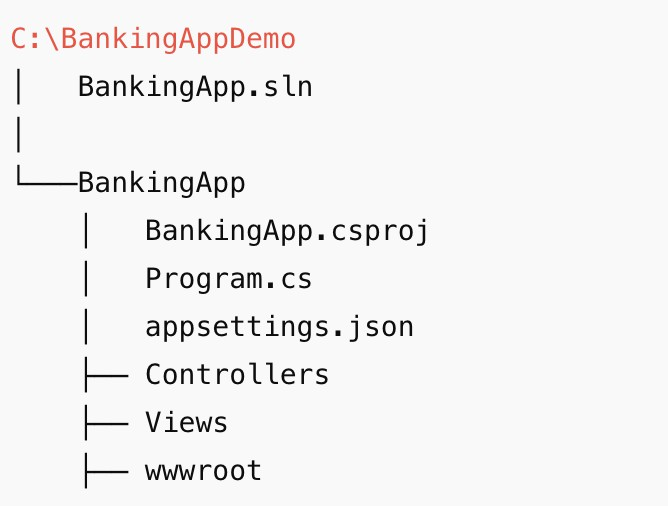 C:\BankingAppDemo
│   BankingApp.sln
│
└───BankingApp
    │   BankingApp.csproj
    │   Program.cs
    │   appsettings.json
    ├── Controllers
    ├── Views
    ├── wwwroot